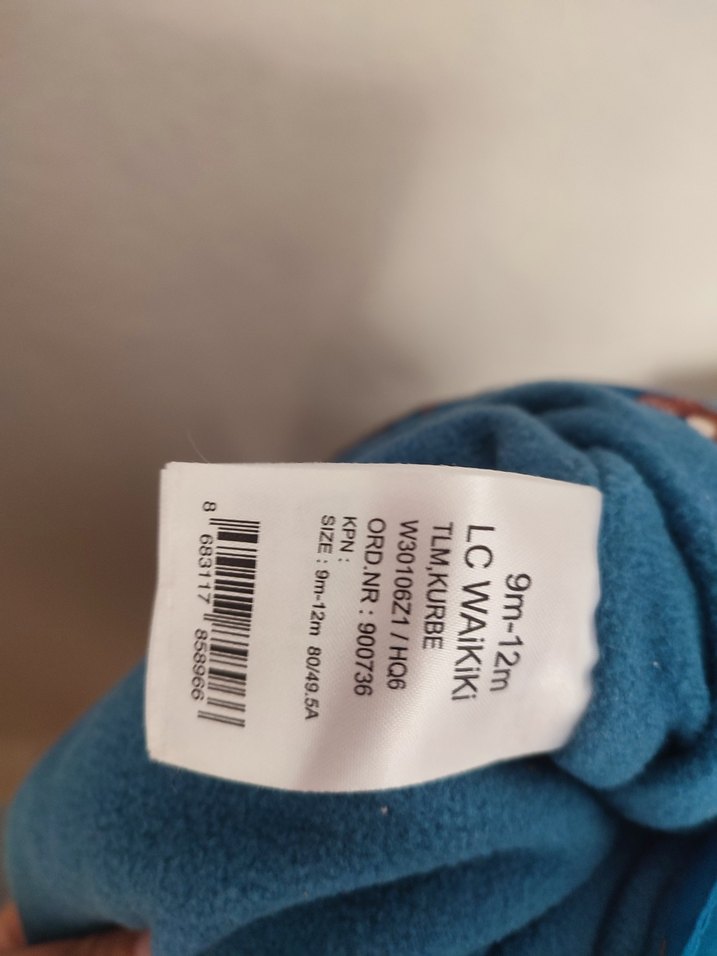 9m-12m
LC WAiKiKi
TLM,KURBE
W30106Z1 / HQ6
ORD.NR : 900736
KPN :
SIZE : 9m-12m 80/49.5A
8 683117 858966